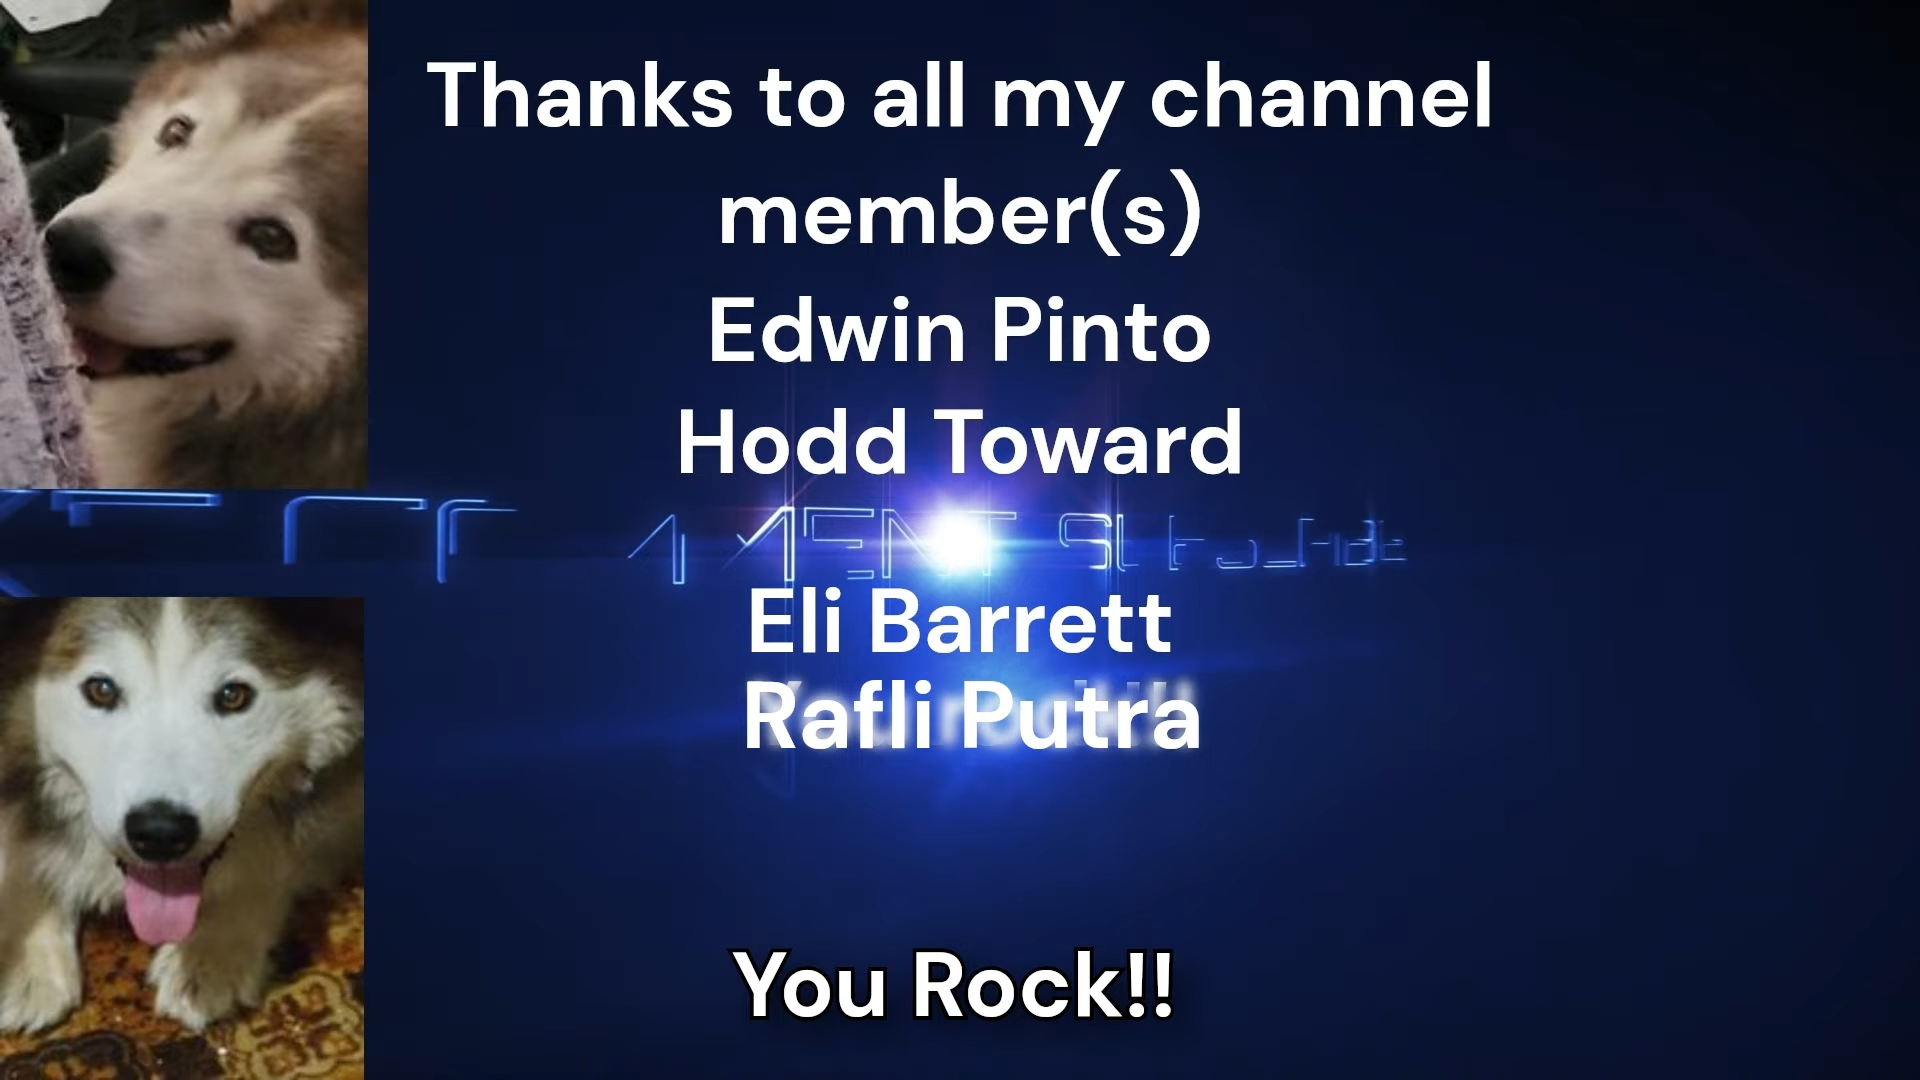 Thanks to all my channel
member(s)
Edwin Pinto
Hodd Toward
Eli Barrett
Rafli Putra
You Rock!!